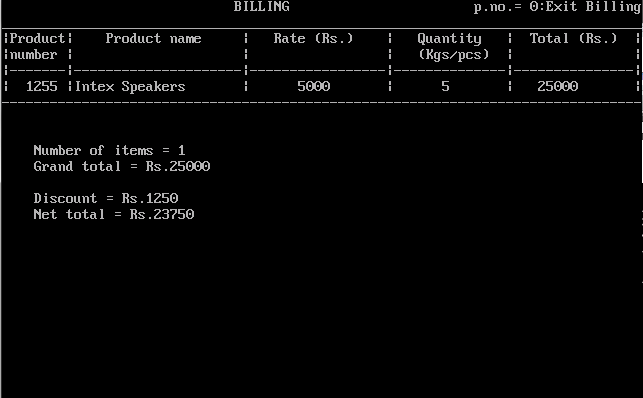 BILLING p.no.= 0:Exit Billing
Product Product name Rate (Rs.) Quantity Total (Rs.)
number (Kgs/pcs)
1255 Intex Speakers 5000 5 25000
Number of items = 1
Grand total = Rs.25000
Discount = Rs.1250
Net total = Rs.23750